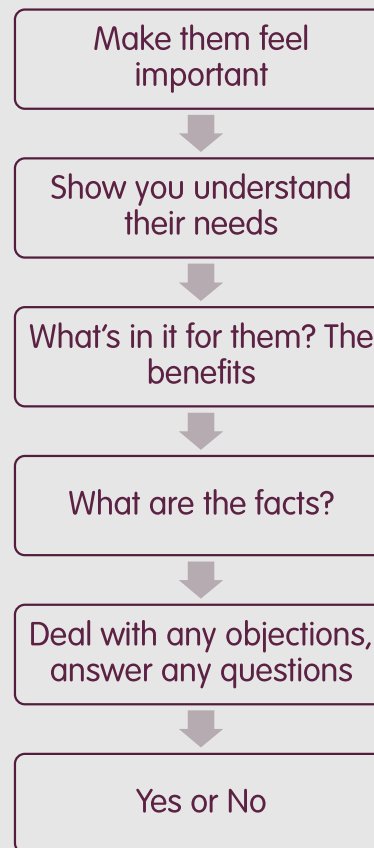 Make them feel
important
Show you understand
their needs
What's in it for them? The
benefits
What are the facts?
Deal with any objections,
answer any questions
Yes or No